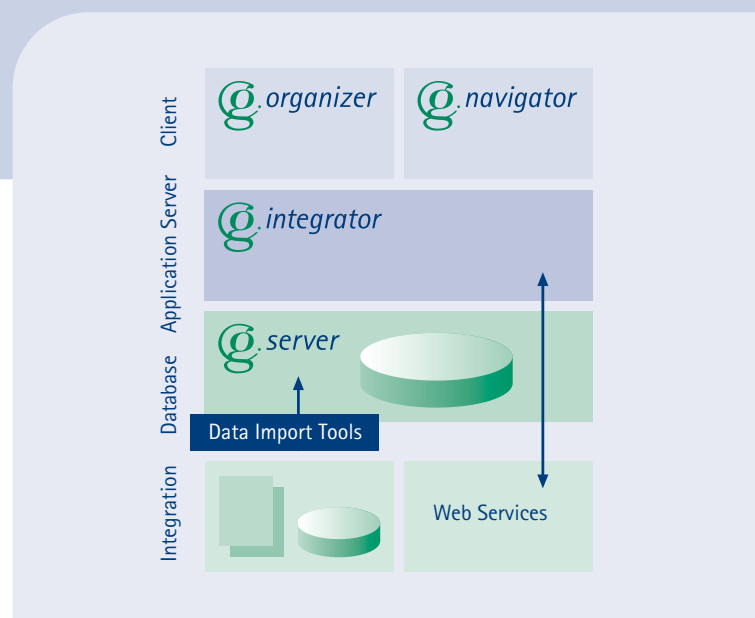 Client
g.organizer
g.navigator
Application Server
g.integrator
Database
g.server
Data Import Tools
Integration
Web Services